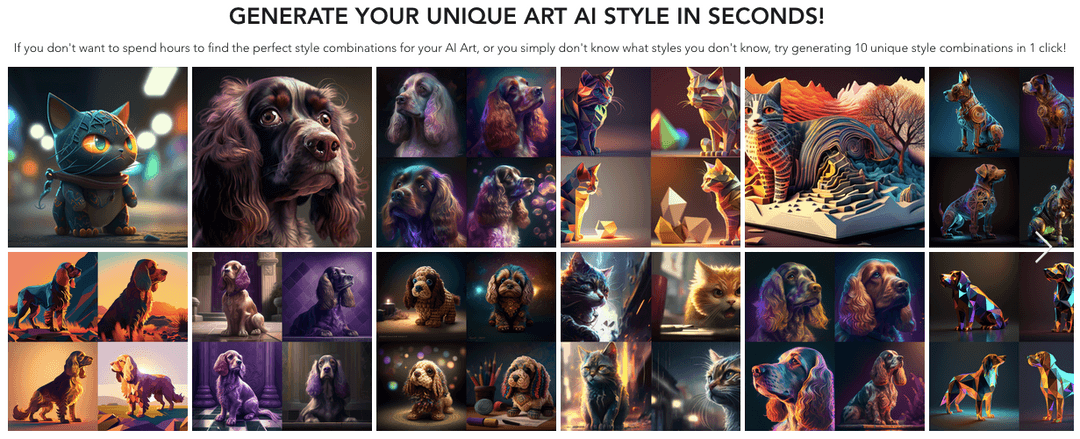 GENERATE YOUR UNIQUE ART AI STYLE IN SECONDS!
If you don't want to spend hours to find the perfect style combinations for your AI Art, or you simply don't know what styles you don't know, try generating 10 unique style combinations in 1 click!